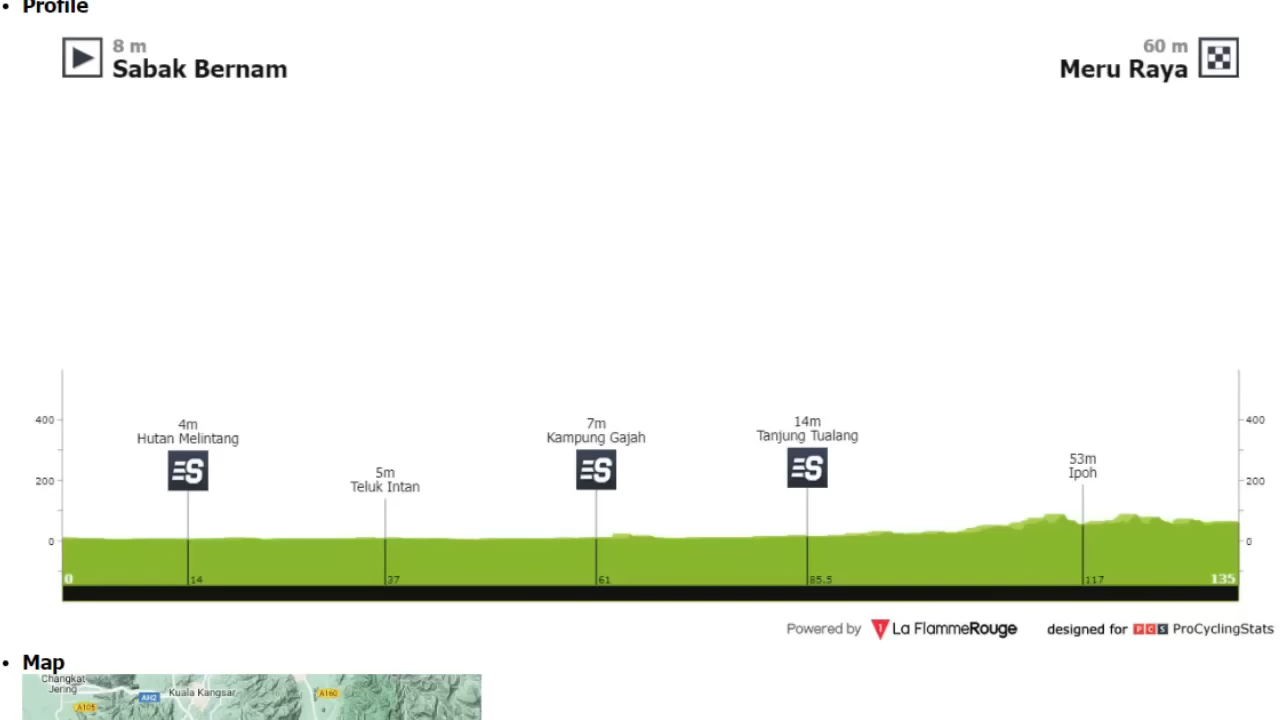 • Profile
8 m
Sabak Bernam
60 m
Meru Raya
400
200
0
4m
Hutan Melintang
5m
Teluk Intan
7m
Kampung Gajah
14m
Tanjung Tualang
53m
Ipoh
400
200
0
0
14
37
61
85.5
117
135
Powered by La FlammeRouge designed for PCS ProCyclingStats
• Map
Changkat
Jering
AH2
Kuala Kangsar
A160
A105